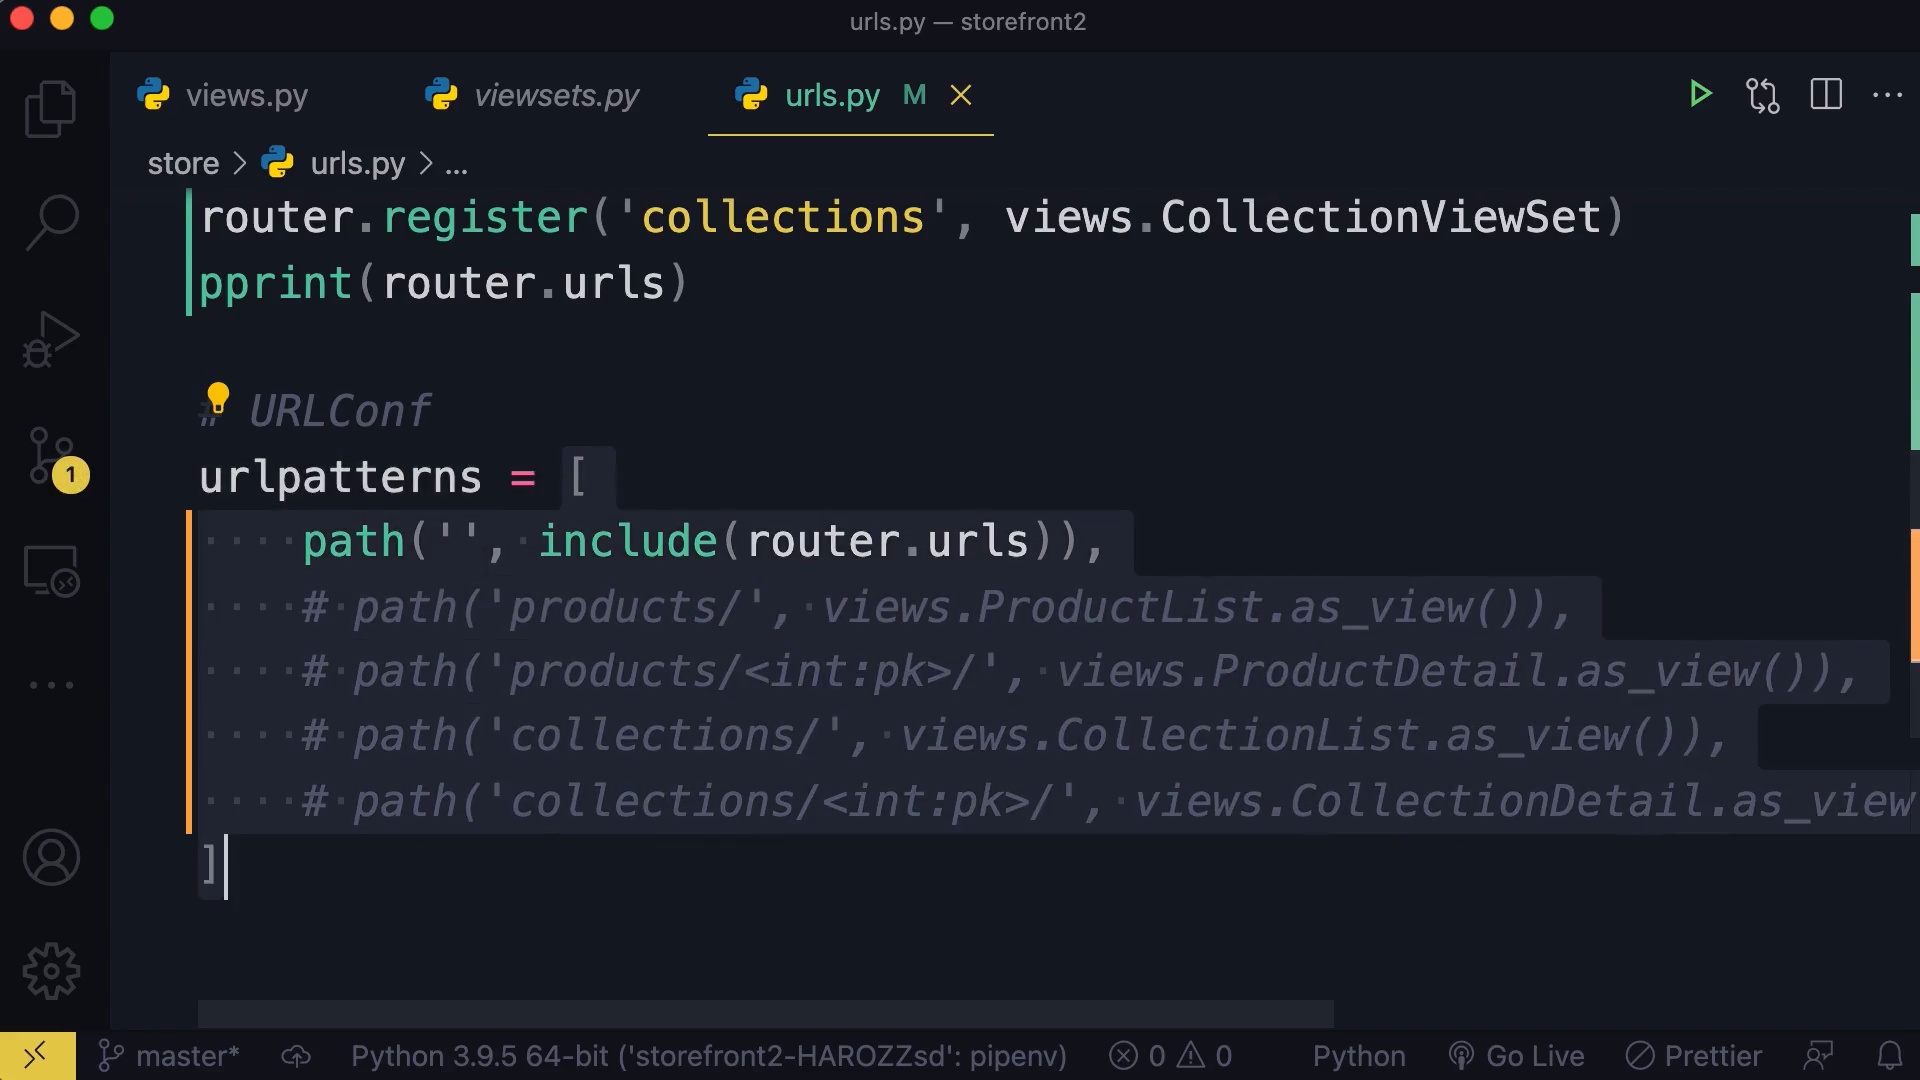 urls.py — storefront2
views.py
viewsets.py
urls.py M
store > urls.py > ...
router.register('collections', views.CollectionViewSet)
pprint(router.urls)
# URLConf
urlpatterns = [
path('', include(router.urls)),
# path('products/', views.ProductList.as_view()),
# path('products/<int:pk>/', views.ProductDetail.as_view()),
# path('collections/', views.CollectionList.as_view()),
# path('collections/<int:pk>/', views.CollectionDetail.as_view
]
1
master* Python 3.9.5 64-bit ('storefront2-HAROZZsd': pipenv) 0 0 Python Go Live Prettier